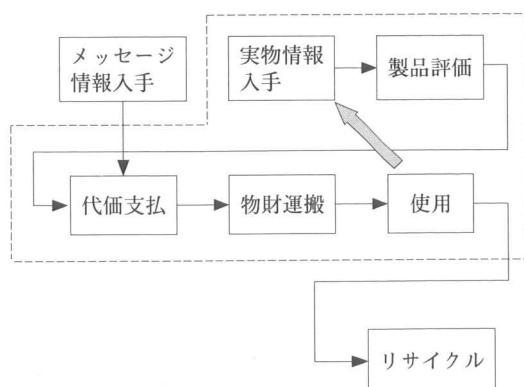 メッセージ
情報入手
実物情報
入手
製品評価
代価支払
物財運搬
使用
リサイクル